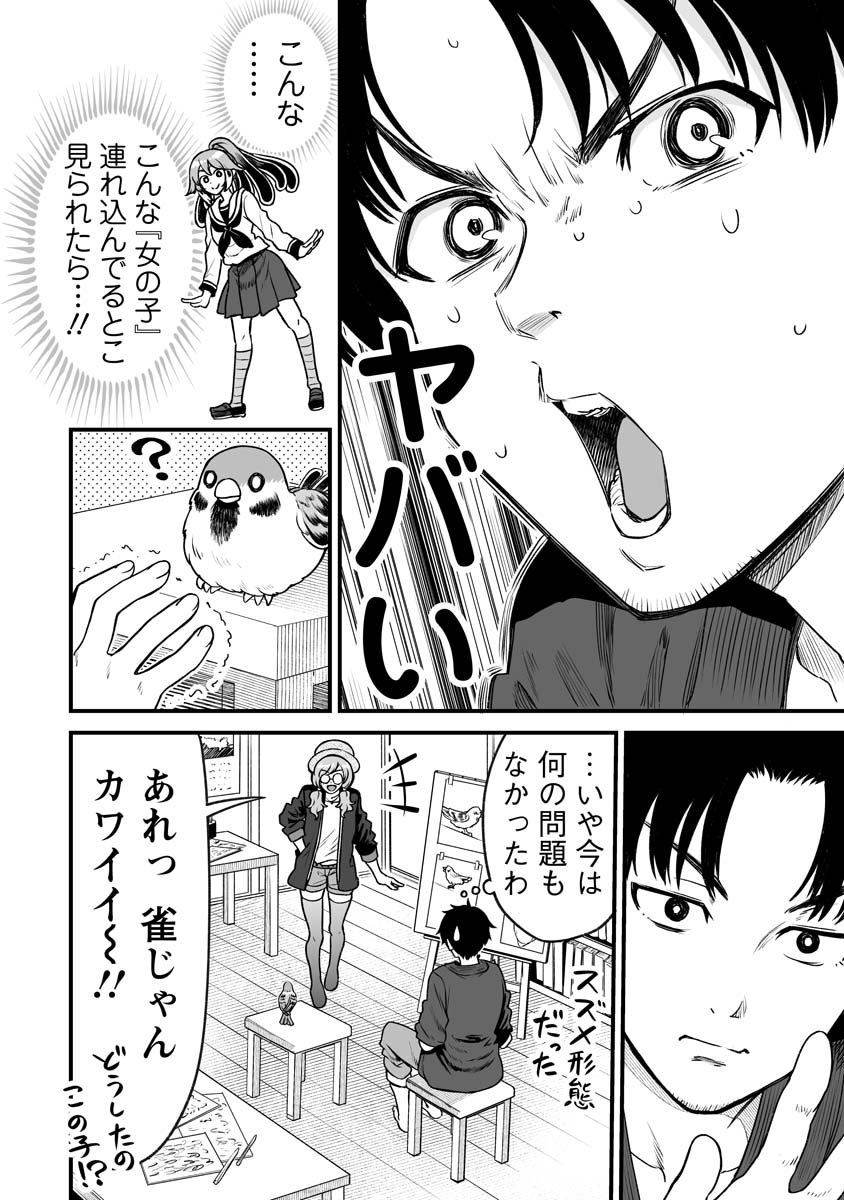 ヤバい
こんな
……
こんな『女の子』
連れ込んでるとこ
見られたら…!!
?
…いや今は
何の問題も
なかったわ
スズメ形態
だった
あれっ 雀じゃん
カワイイ〜!!
どうしたの
この子!?